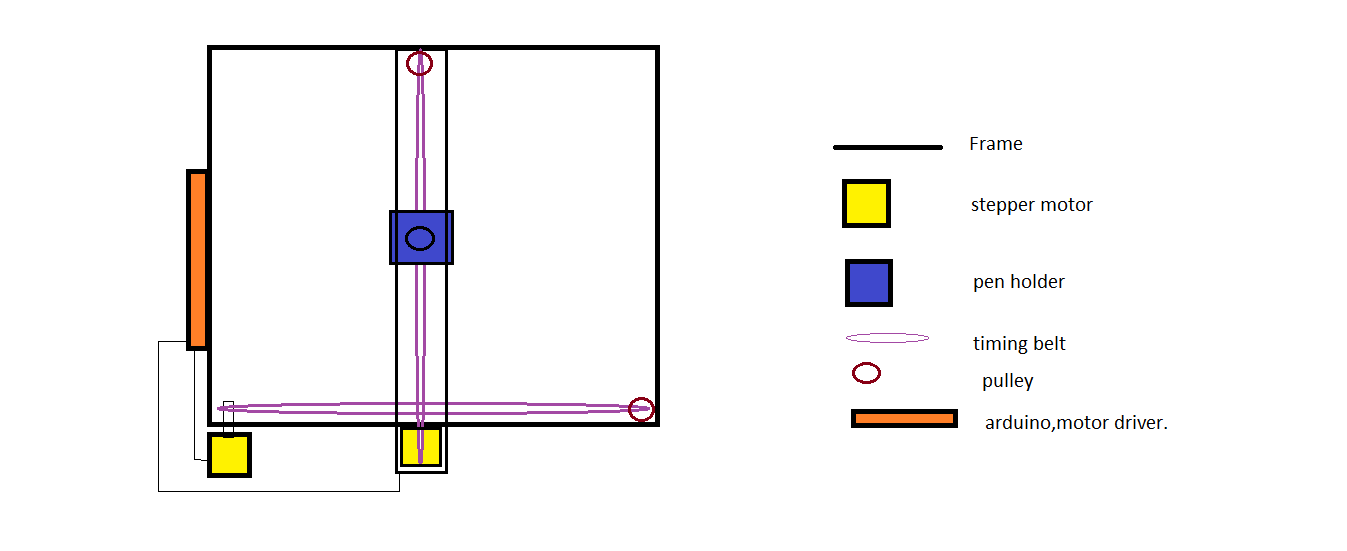 Frame
stepper motor
pen holder
timing belt
pulley
arduino,motor driver.